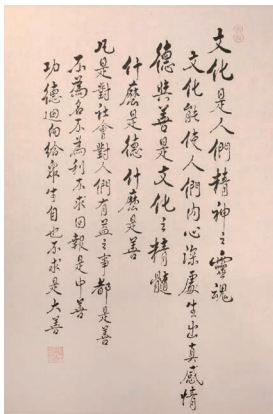 文化是人們精神之靈魂
文化能使人們內心深處生出真感情
德與善是文化之精髓
什麼是德什麼是善
凡是對社會對人們有益之事都是善
不為名不為利不求回報是中善
功德迴向給眾生自也不求是大善